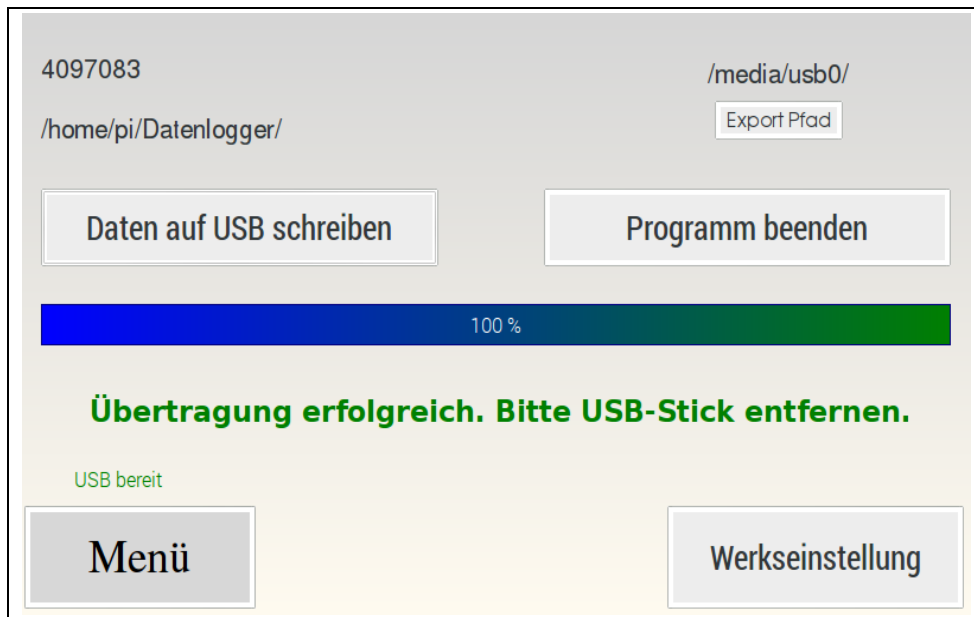 4097083
/media/usb0/
/home/pi/Datenlogger/
Export Pfad
Daten auf USB schreiben
Programm beenden
100 %
Übertragung erfolgreich. Bitte USB-Stick entfernen.
USB bereit
Menü
Werkseinstellung